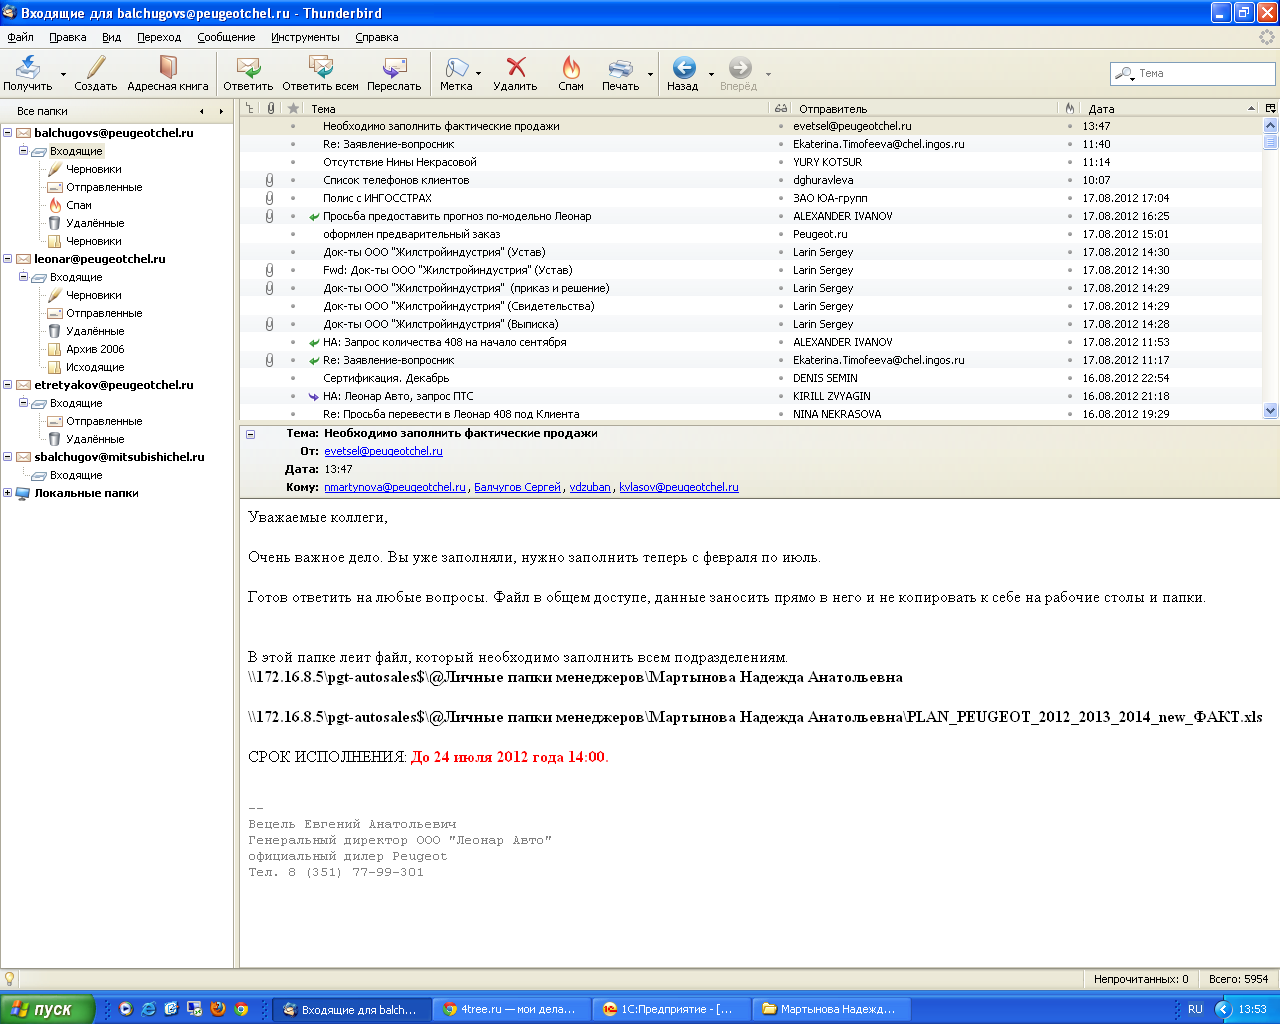 Входящие для balchugovs@peugeotchel.ru - Thunderbird
Файл Правка Вид Переход Сообщение Инструменты Справка
Получить Создать Адресная книга Ответить Ответить всем Переслать Метка Удалить Спам Печать Назад Вперёд Тема
Все папки
balchugovs@peugeotchel.ru
Входящие
Черновики
Отправленные
Спам
Удалённые
Черновики
leonar@peugeotchel.ru
Входящие
Черновики
Отправленные
Удалённые
Архив 2006
Исходящие
etretyakov@peugeotchel.ru
Входящие
Отправленные
Удалённые
sbalchugov@mitsubishichel.ru
Входящие
Локальные папки
Тема Отправитель Дата
Необходимо заполнить фактические продажи evetsel@peugeotchel.ru 13:47
Re: Заявление-вопросник Ekaterina.Timofeeva@chel.ingos.ru 11:40
Отсутствие Нины Некрасовой YURY KOTSUR 11:14
Список телефонов клиентов dghuravleva 10:07
Полис с ИНГОССТРАХ ЗАО ЮА-групп 17.08.2012 17:04
Просьба предоставить прогноз по-модельно Леонар ALEXANDER IVANOV 17.08.2012 16:25
оформлен предварительный заказ Peugeot.ru 17.08.2012 15:01
Док-ты ООО "Жилстройиндустрия" (Устав) Larin Sergey 17.08.2012 14:30
Fwd: Док-ты ООО "Жилстройиндустрия" (Устав) Larin Sergey 17.08.2012 14:30
Док-ты ООО "Жилстройиндустрия" (приказ и решение) Larin Sergey 17.08.2012 14:29
Док-ты ООО "Жилстройиндустрия" (Свидетельства) Larin Sergey 17.08.2012 14:29
Док-ты ООО "Жилстройиндустрия" (Выписка) Larin Sergey 17.08.2012 14:28
НА: Запрос количества 408 на начало сентября ALEXANDER IVANOV 17.08.2012 11:53
Re: Заявление-вопросник Ekaterina.Timofeeva@chel.ingos.ru 17.08.2012 11:17
Сертификация. Декабрь DENIS SEMIN 16.08.2012 22:54
НА: Леонар Авто, запрос ПТС KIRILL ZVYAGIN 16.08.2012 21:18
Re: Просьба перевести в Леонар 408 под Клиента NINA NEKRASOVA 16.08.2012 19:29
Тема: Необходимо заполнить фактические продажи
От: evetsel@peugeotchel.ru
Дата: 13:47
Кому: nmartynova@peugeotchel.ru , Балчугов Сергей , vdzuban , kvlasov@peugeotchel.ru
Уважаемые коллеги,
Очень важное дело. Вы уже заполняли, нужно заполнить теперь с февраля по июль.
Готов ответить на любые вопросы. Файл в общем доступе, данные заносить прямо в него и не копировать к себе на рабочие столы и папки.
В этой папке леит файл, который необходимо заполнить всем подразделениям.
\\172.16.8.5\pgt-autosales$\@Личные папки менеджеров\Мартынова Надежда Анатольевна
\\172.16.8.5\pgt-autosales$\@Личные папки менеджеров\Мартынова Надежда Анатольевна\PLAN_PEUGEOT_2012_2013_2014_new_ФАКТ.xls
СРОК ИСПОЛНЕНИЯ: До 24 июля 2012 года 14:00.
--
Вецель Евгений Анатольевич
Генеральный директор ООО "Леонар Авто"
официальный дилер Peugeot
Тел. 8 (351) 77-99-301
Непрочитанных: 0 Всего: 5954
пуск Входящие для balch... 4tree.ru — мои дела... 1С:Предприятие - [... Мартынова Надежд... RU 13:53